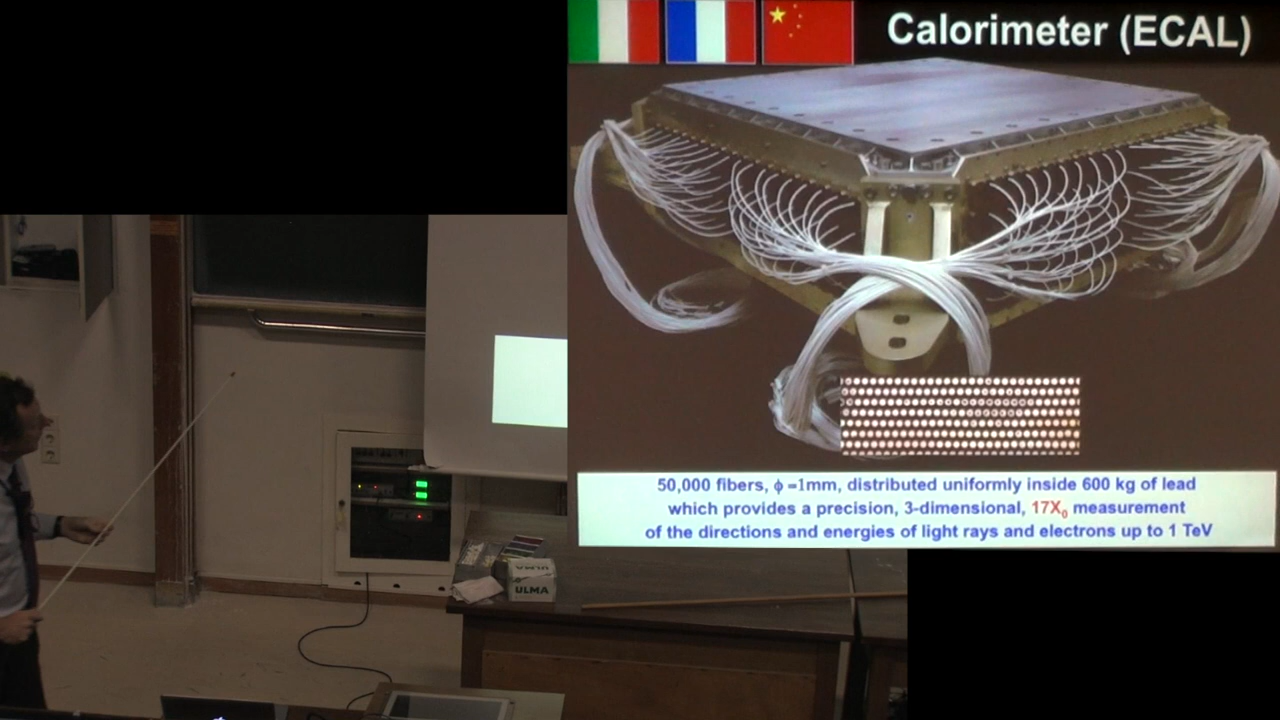 Calorimeter (ECAL)
50,000 fibers, ϕ =1mm, distributed uniformly inside 600 kg of lead
which provides a precision, 3-dimensional, 17X₀ measurement
of the directions and energies of light rays and electrons up to 1 TeV
ULMA
ULMA